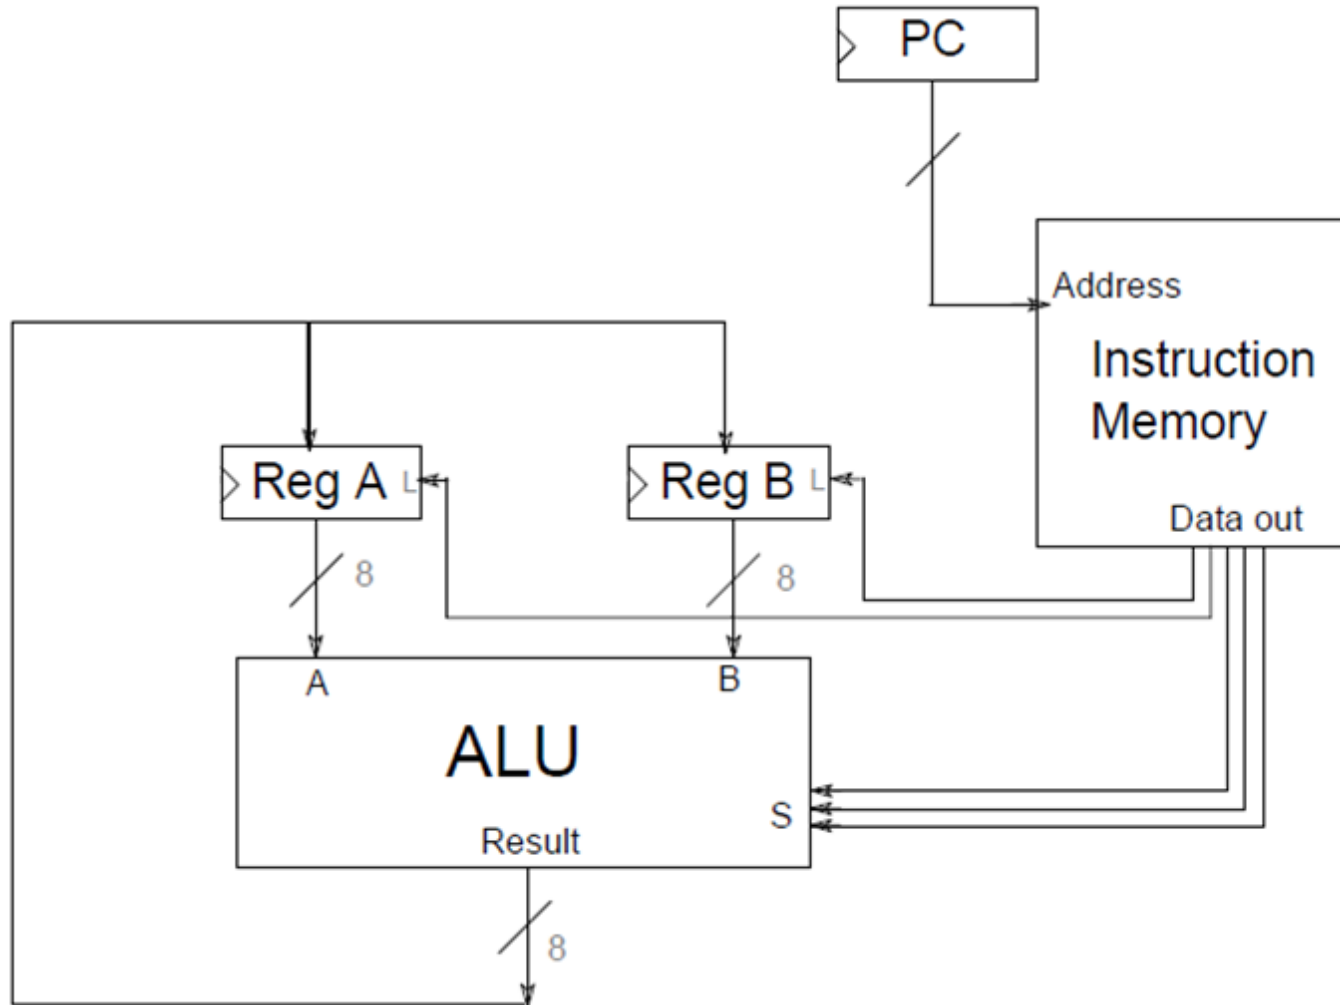 PC
Address
Instruction
Memory
Data out
Reg A L
Reg B L
8
8
A
B
ALU
S
Result
8